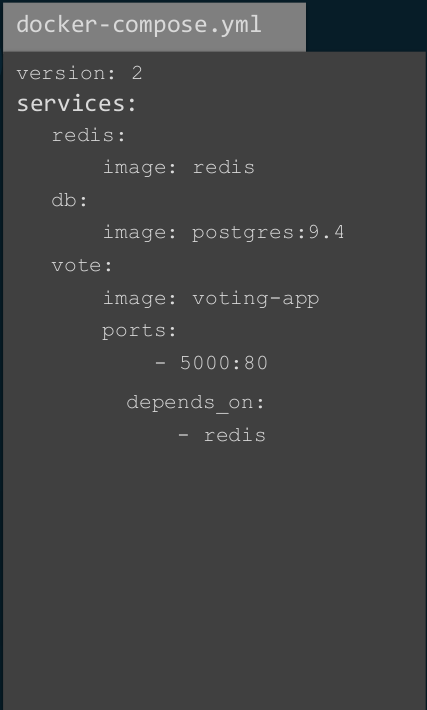 docker-compose.yml
version: 2
services:
redis:
image: redis
db:
image: postgres:9.4
vote:
image: voting-app
ports:
- 5000:80
depends_on:
- redis